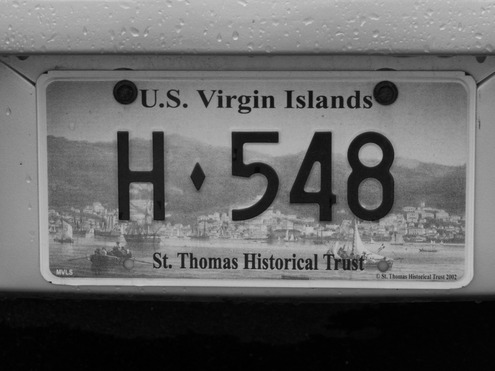 U.S. Virgin Islands
H♦548
St. Thomas Historical Trust
MVLS
© St. Thomas Historical Trust 2002